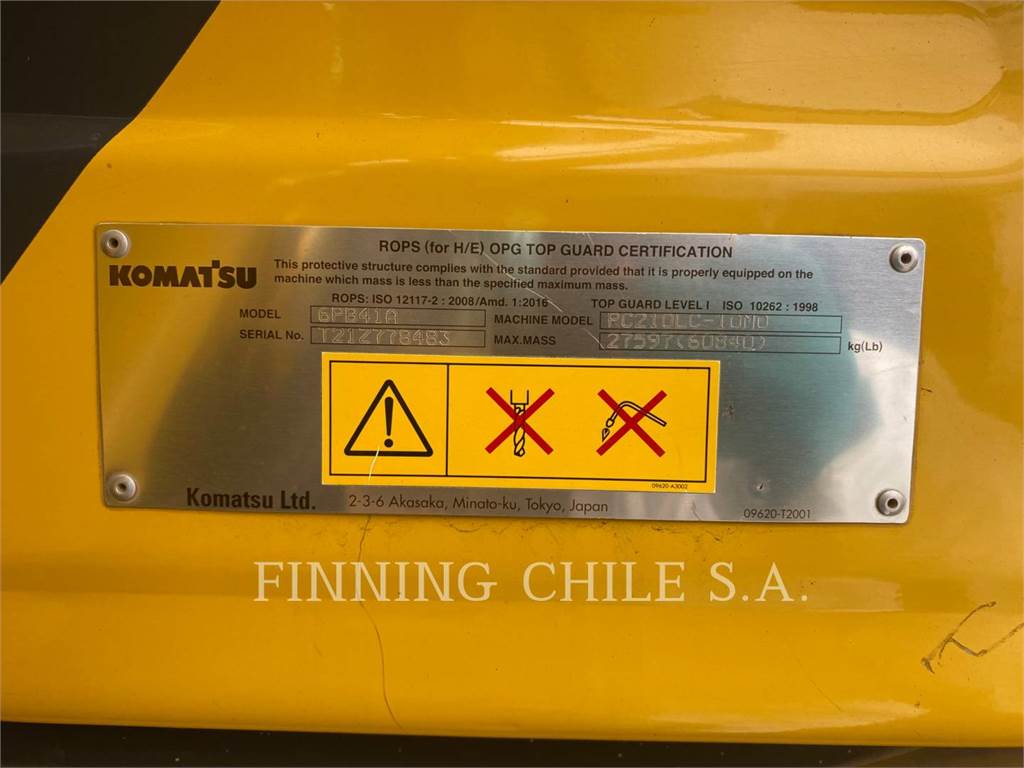 ROPS (for H/E) OPG TOP GUARD CERTIFICATION
KOMATSU
This protective structure complies with the standard provided that it is properly equipped on the
machine which mass is less than the specified maximum mass.
ROPS: ISO 12117-2 : 2008/Amd. 1:2016 TOP GUARD LEVEL I ISO 10262 : 1998
MODEL 6PB41A MACHINE MODEL PC210LC-10M0
SERIAL No. T21Z778483 MAX.MASS 27597(60840) kg(Lb)
09620-A3002
Komatsu Ltd. 2-3-6 Akasaka, Minato-ku, Tokyo, Japan 09620-T2001
FINNING CHILE S.A.